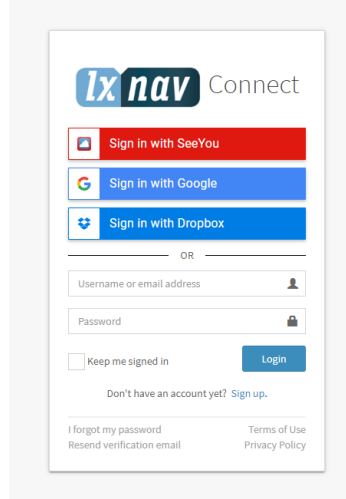 lx nav Connect
Sign in with SeeYou
Sign in with Google
Sign in with Dropbox
OR
Username or email address
Password
Keep me signed in
Login
Don't have an account yet? Sign up.
I forgot my password
Terms of Use
Resend verification email
Privacy Policy